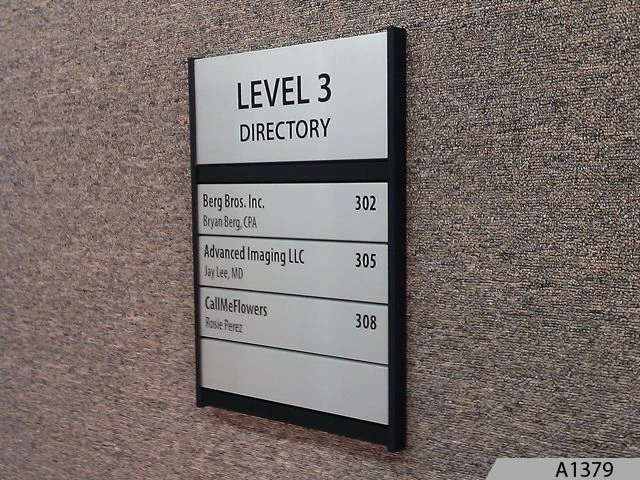 LEVEL 3
DIRECTORY
Berg Bros. Inc. 302
Bryan Berg, CPA
Advanced Imaging LLC 305
Jay Lee, MD
CallMeFlowers 308
Rosie Perez
A1379